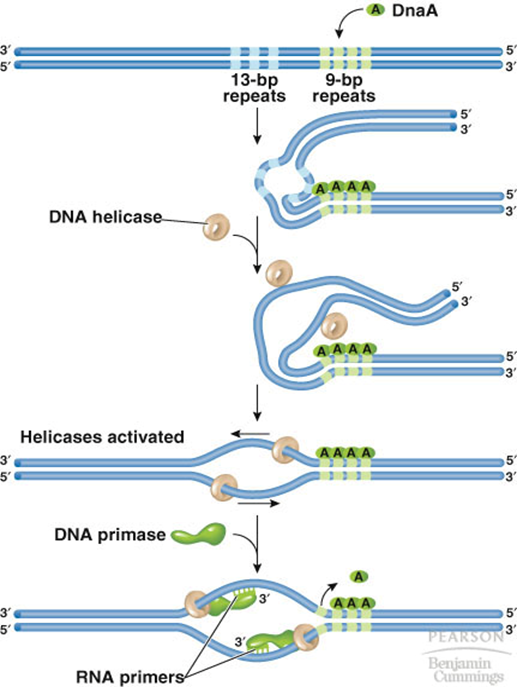 A DnaA
3′ 5′
5′ 3′
13-bp repeats
9-bp repeats
5′
3′
A A A A
5′
3′
DNA helicase
5′
3′
A A A A
5′
3′
Helicases activated
A A A A
3′ 5′
5′ 3′
DNA primase
A
3′
A A A
3′ 5′
5′ 3′
3′
RNA primers
PEARSON
Benjamin
Cummings